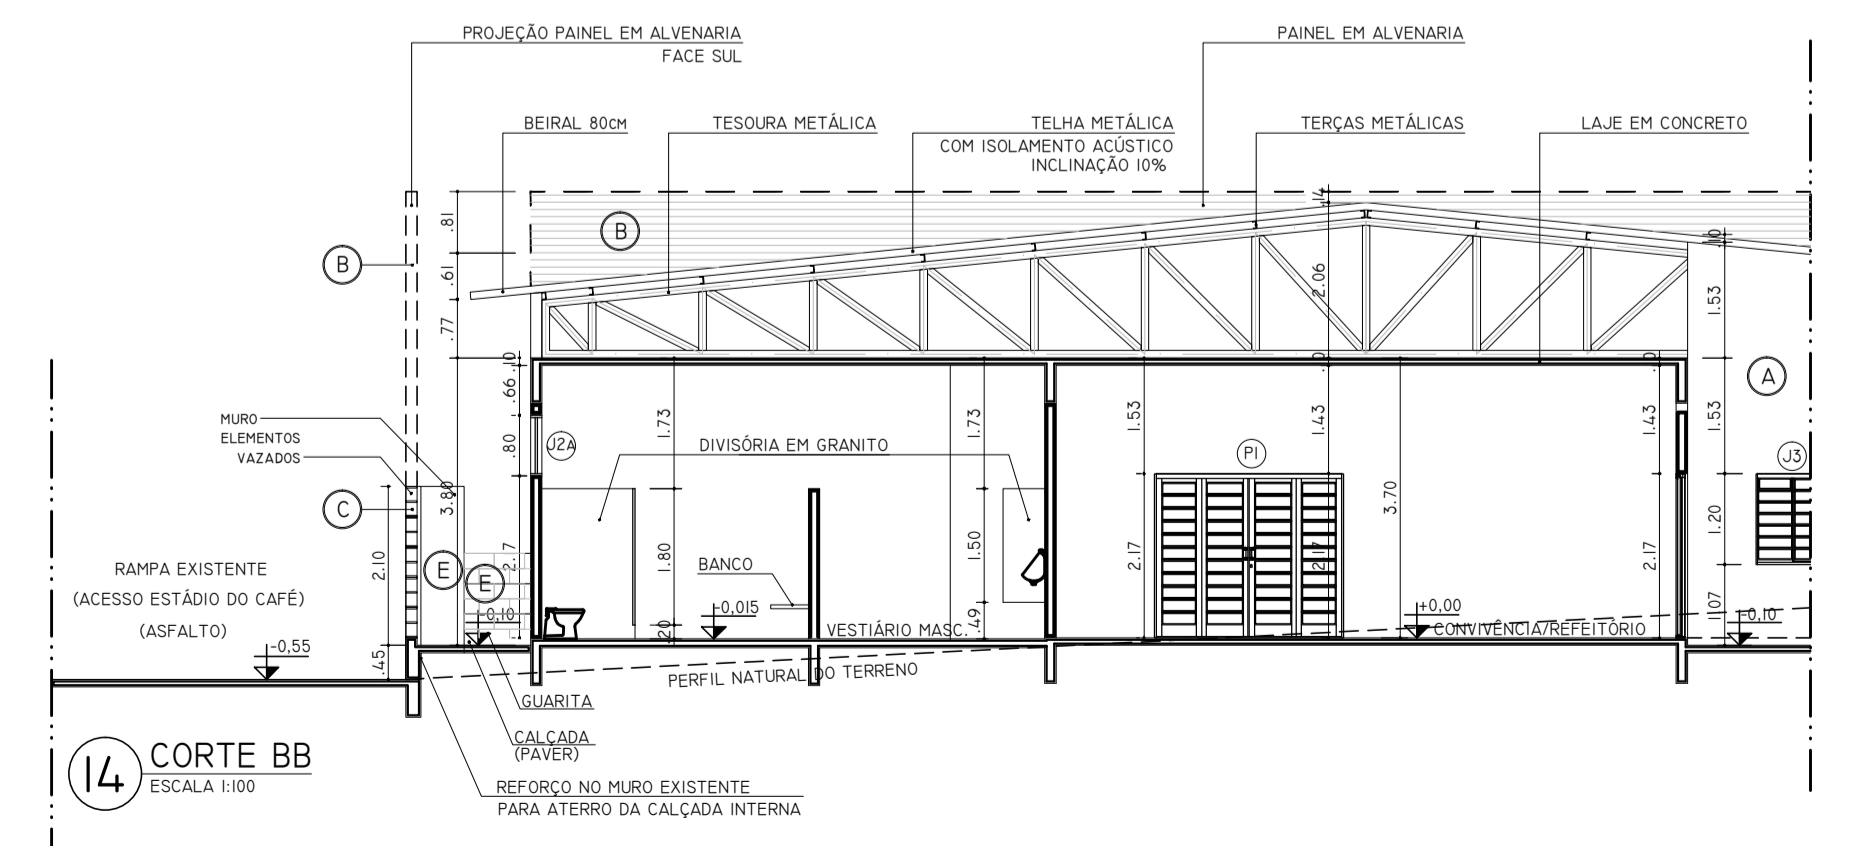 PROJEÇÃO PAINEL EM ALVENARIA
FACE SUL
PAINEL EM ALVENARIA
BEIRAL 80CM
TESOURA METÁLICA
TELHA METÁLICA
COM ISOLAMENTO ACÚSTICO
INCLINAÇÃO 10%
TERÇAS METÁLICAS
LAJE EM CONCRETO
.81
.61
.77
3.80
B
B
.14
2.06
.10
1.53
1.53
1.20
1.07
A
J3
.10
.66
.80
2.17
J2A
MURO
ELEMENTOS
VAZADOS
C
2.10
.45
E
E
RAMPA EXISTENTE
(ACESSO ESTÁDIO DO CAFÉ)
(ASFALTO)
-0,55
-0,10
1.73
1.80
.20
DIVISÓRIA EM GRANITO
BANCO
-0,015
1.73
1.50
.49
VESTIÁRIO MASC.
1.53
2.17
P1
1.43
2.17
3.70
+0,00
CONVIVÊNCIA/REFEITÓRIO
1.43
2.17
-0,10
PERFIL NATURAL DO TERRENO
GUARITA
CALÇADA
(PAVER)
REFORÇO NO MURO EXISTENTE
PARA ATERRO DA CALÇADA INTERNA
14
CORTE BB
ESCALA 1:100